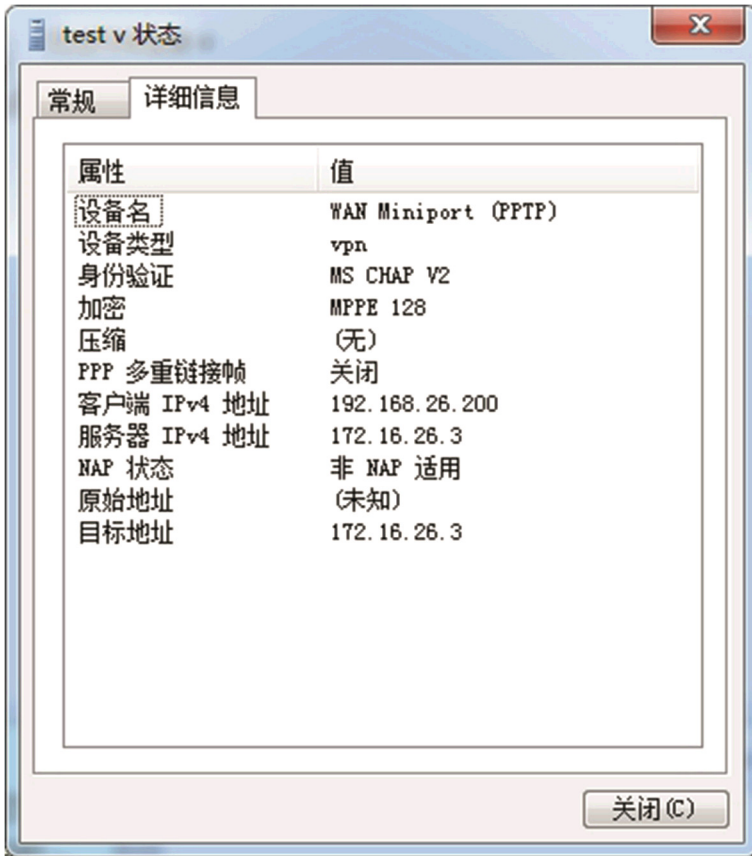 test v 状态
常规 详细信息
属性 值
设备名 WAN Miniport (PPTP)
设备类型 vpn
身份验证 MS CHAP V2
加密 MPPE 128
压缩 (无)
PPP 多重链接帧 关闭
客户端 IPv4 地址 192.168.26.200
服务器 IPv4 地址 172.16.26.3
NAP 状态 非 NAP 适用
原始地址 (未知)
目标地址 172.16.26.3
关闭(C)